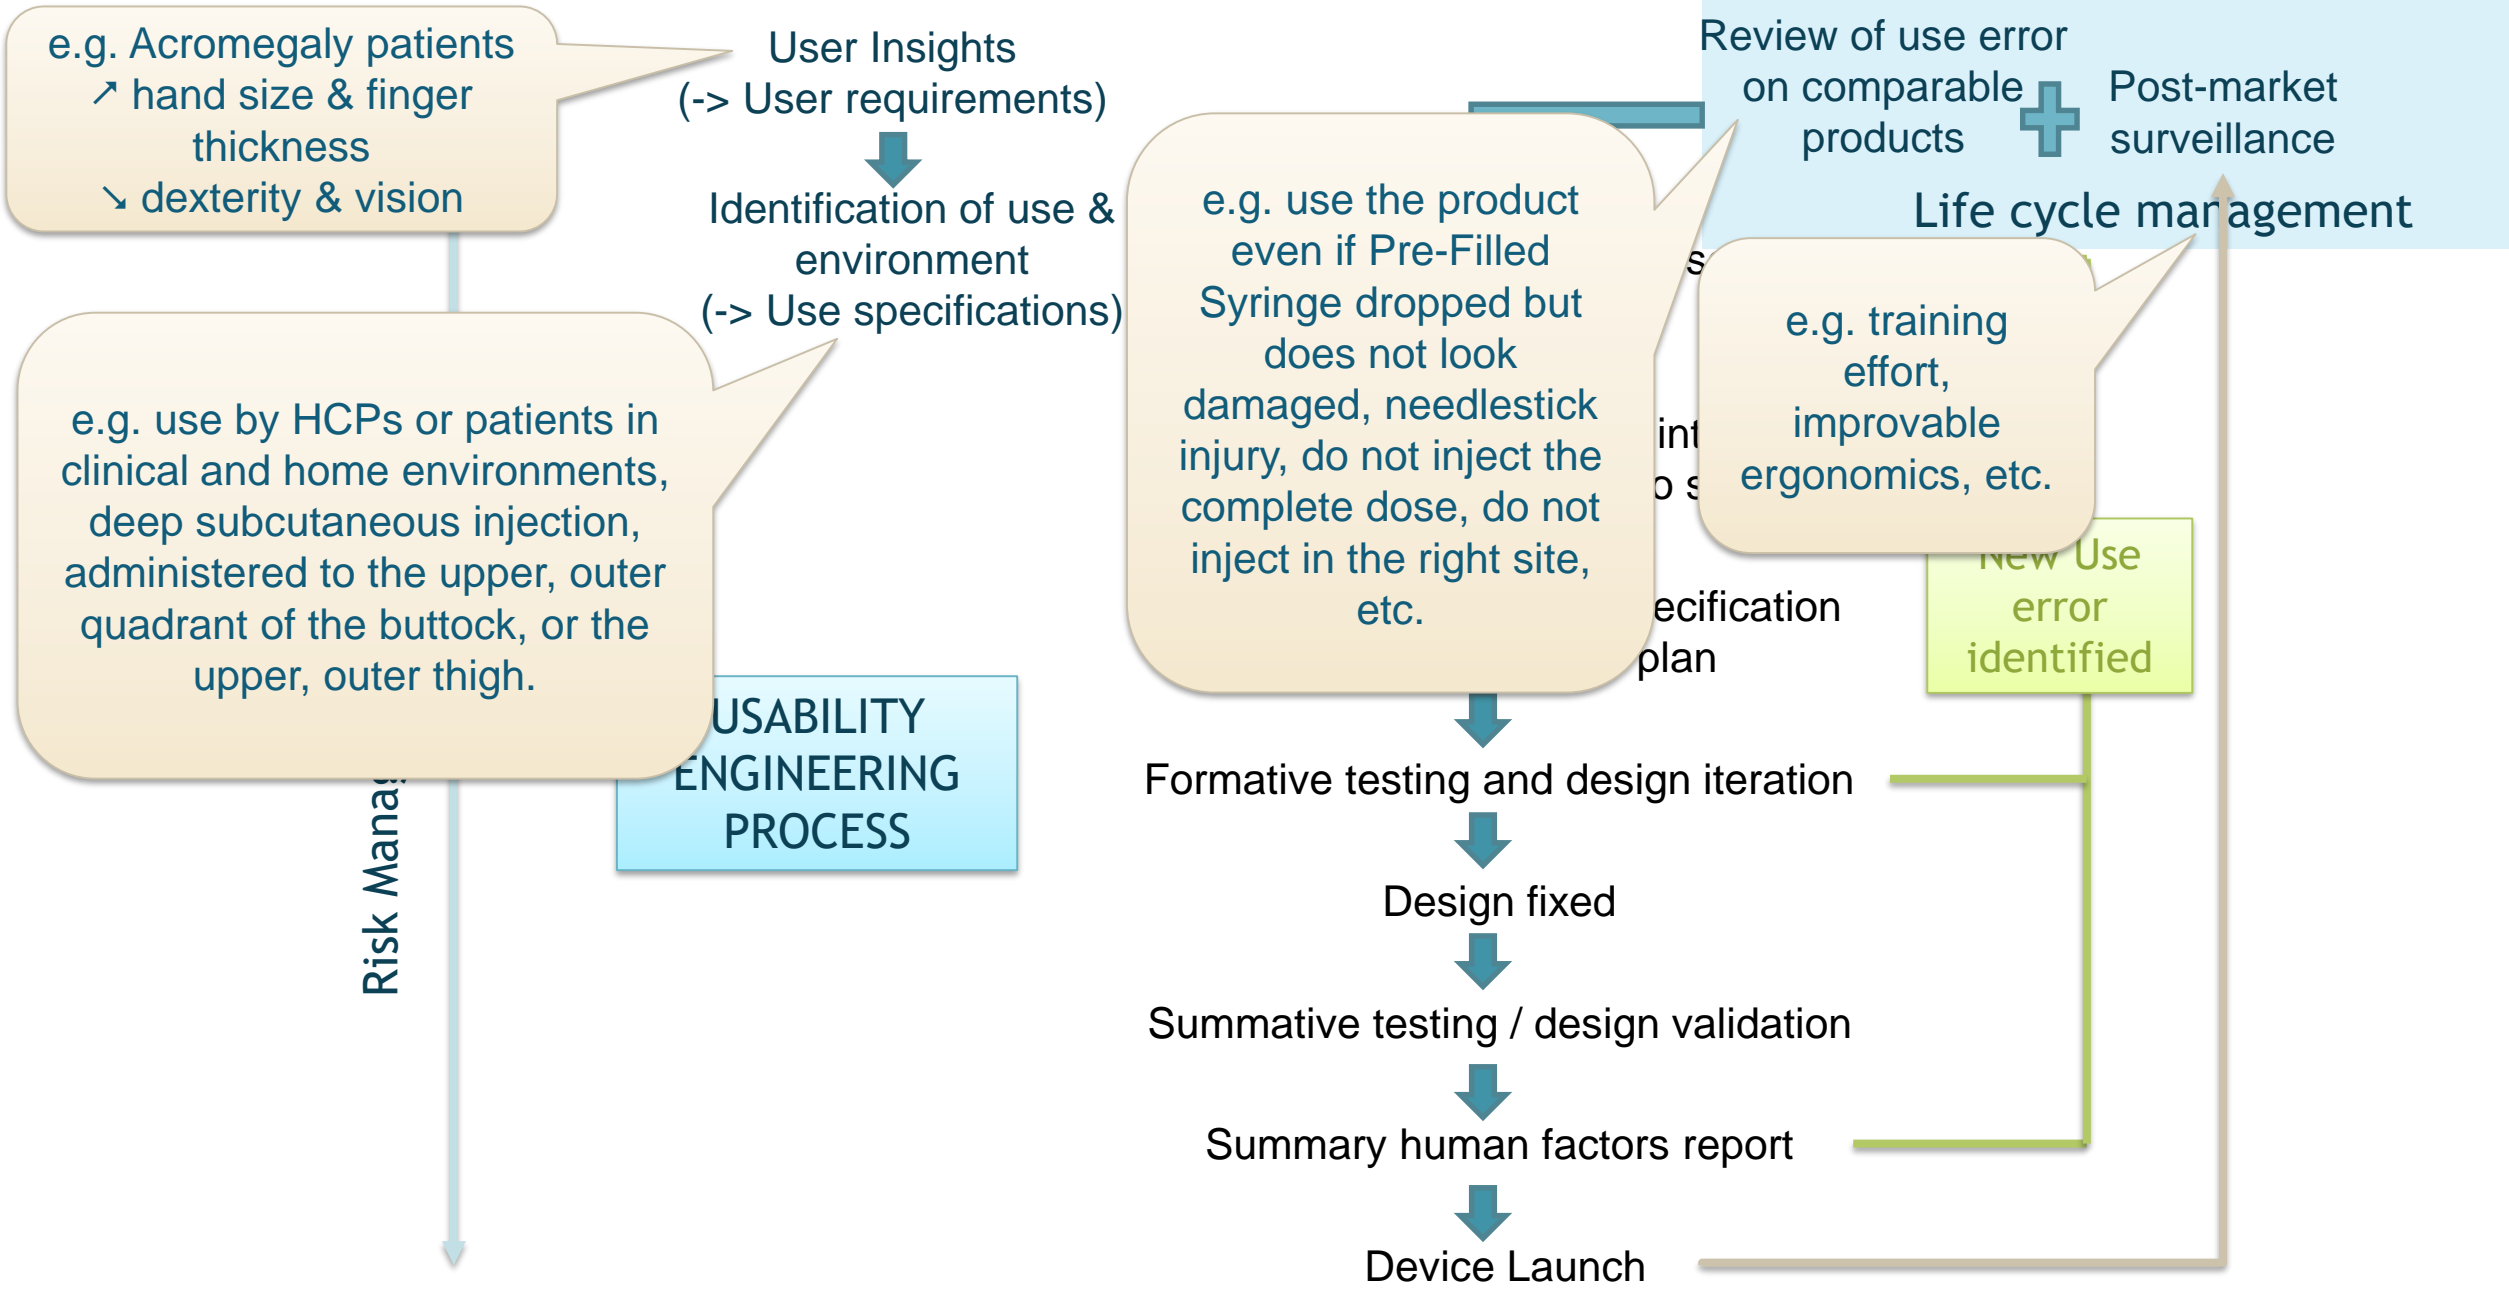 e.g. Acromegaly patients
↗ hand size & finger
thickness
↘ dexterity & vision
User Insights
(-> User requirements)
Identification of use &
environment
(-> Use specifications)
e.g. use by HCPs or patients in
clinical and home environments,
deep subcutaneous injection,
administered to the upper, outer
quadrant of the buttock, or the
upper, outer thigh.
Risk
USABILITY
ENGINEERING
PROCESS
Review of use error
on comparable
products
Post-market
surveillance
Life cycle management
e.g. use the product
even if Pre-Filled
Syringe dropped but
does not look
damaged, needlestick
injury, do not inject the
complete dose, do not
inject in the right site,
etc.
e.g. training
effort,
improvable
ergonomics, etc.
plan
New Use
error
identified
Formative testing and design iteration
Design fixed
Summative testing / design validation
Summary human factors report
Device Launch